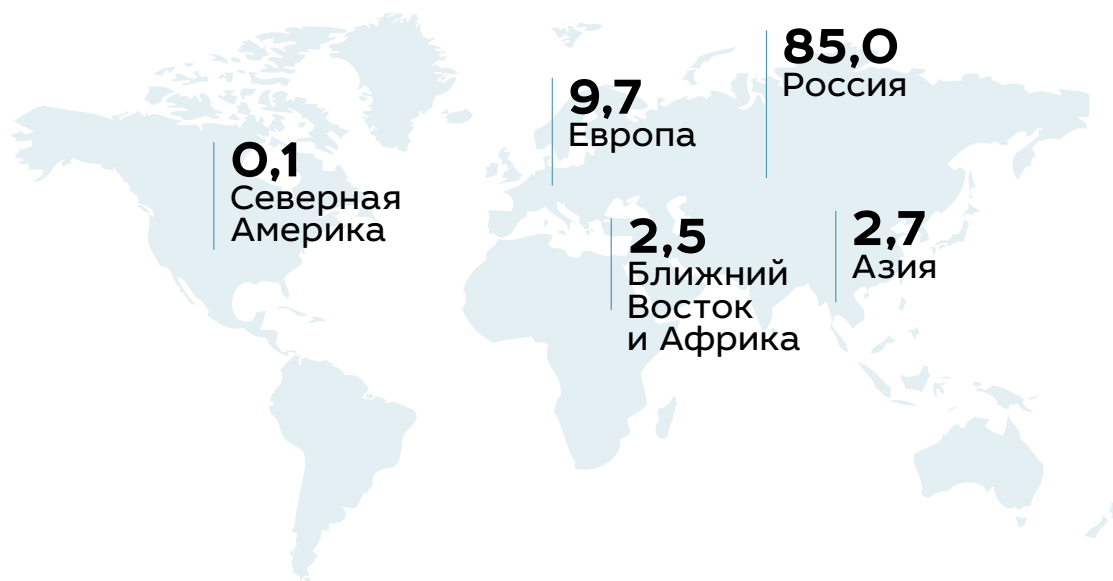 85,0
Россия
9,7
Европа
0,1
Северная
Америка
2,5
Ближний
Восток
и Африка
2,7
Азия